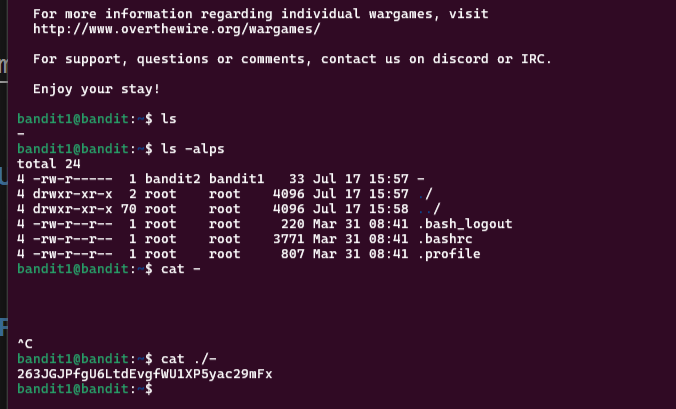 For more information regarding individual wargames, visit
http://www.overthewire.org/wargames/
For support, questions or comments, contact us on discord or IRC.
Enjoy your stay!
bandit1@bandit:~$ ls
-
bandit1@bandit:~$ ls -alps
total 24
4 -rw-r----- 1 bandit2 bandit1 33 Jul 17 15:57 -
4 drwxr-xr-x 2 root root 4096 Jul 17 15:57 ./
4 drwxr-xr-x 70 root root 4096 Jul 17 15:58 ../
4 -rw-r--r-- 1 root root 220 Mar 31 08:41 .bash_logout
4 -rw-r--r-- 1 root root 3771 Mar 31 08:41 .bashrc
4 -rw-r--r-- 1 root root 807 Mar 31 08:41 .profile
bandit1@bandit:~$ cat -
^C
bandit1@bandit:~$ cat ./-
263JGJPfgU6LtdEvgfWU1XP5yac29mFx
bandit1@bandit:~$